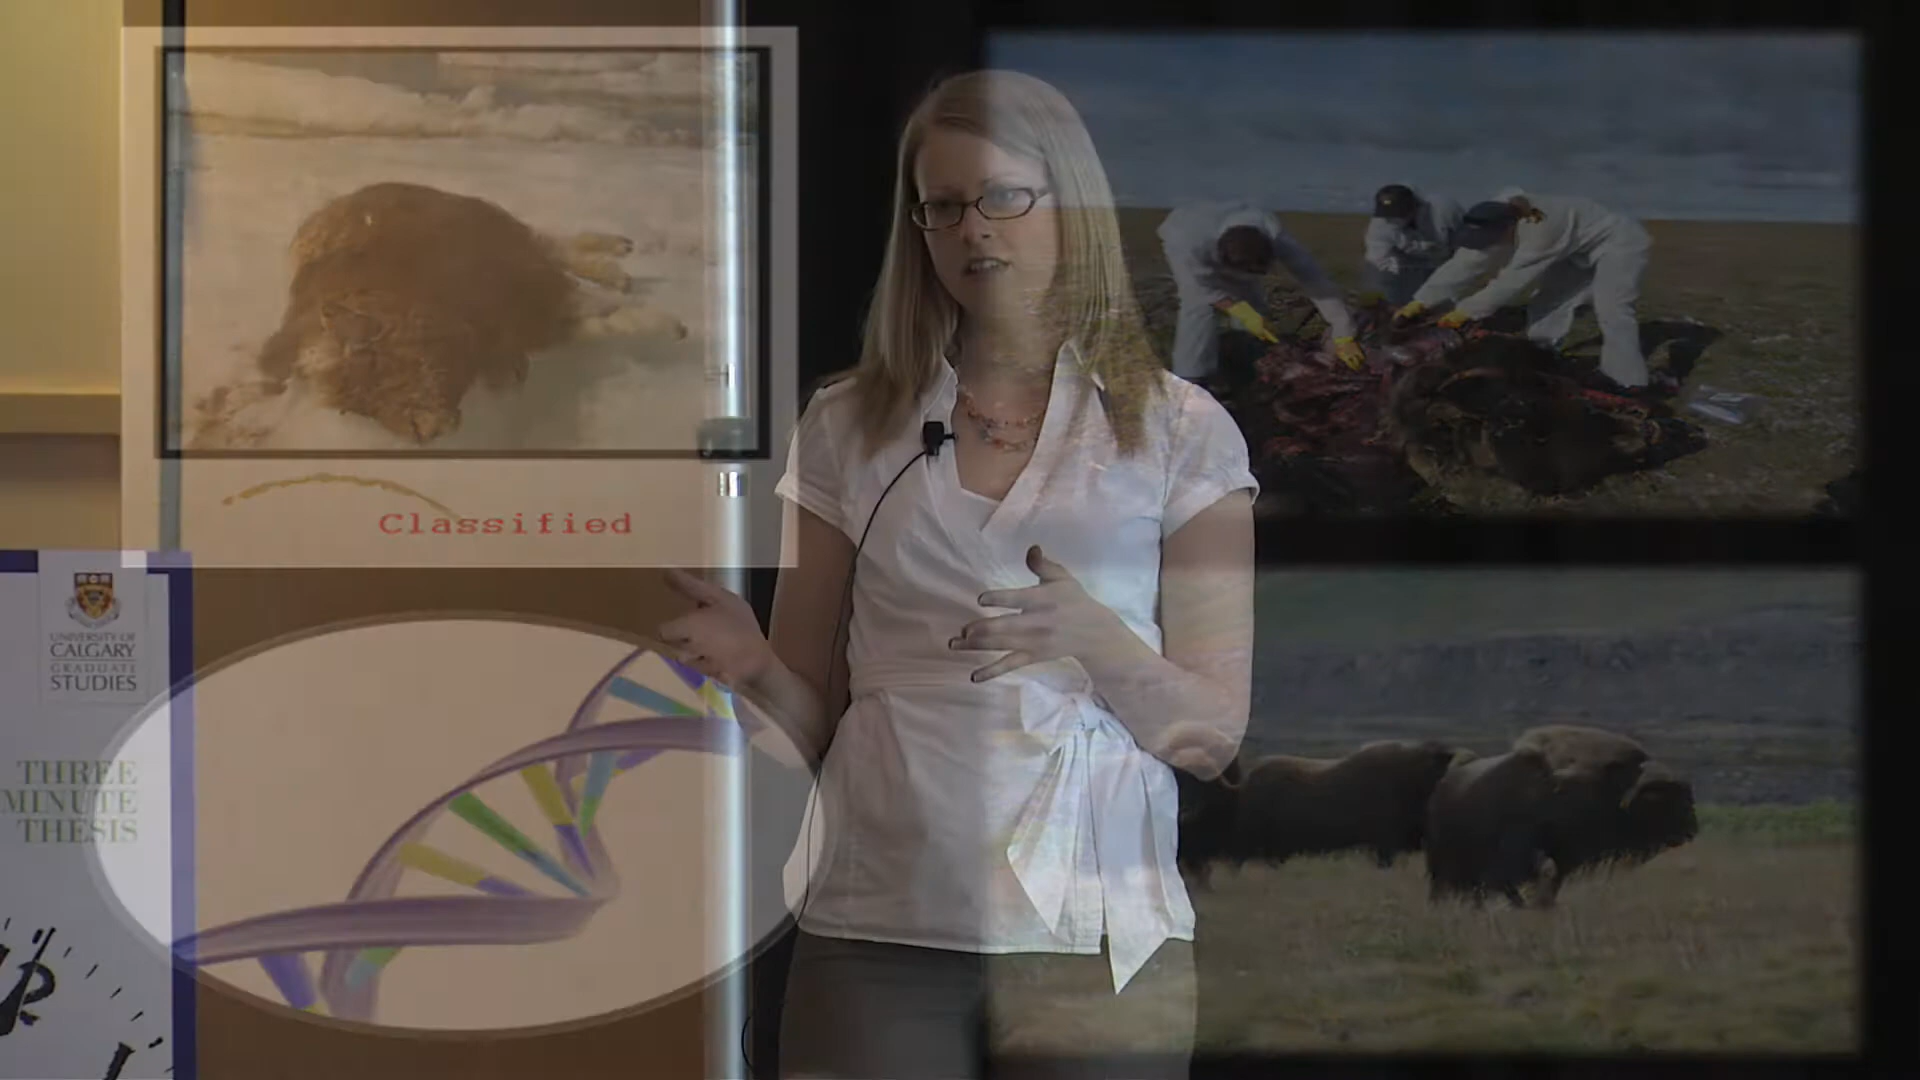 Classified
UNIVERSITY OF
CALGARY
GRADUATE
STUDIES
THREE
MINUTE
THESIS